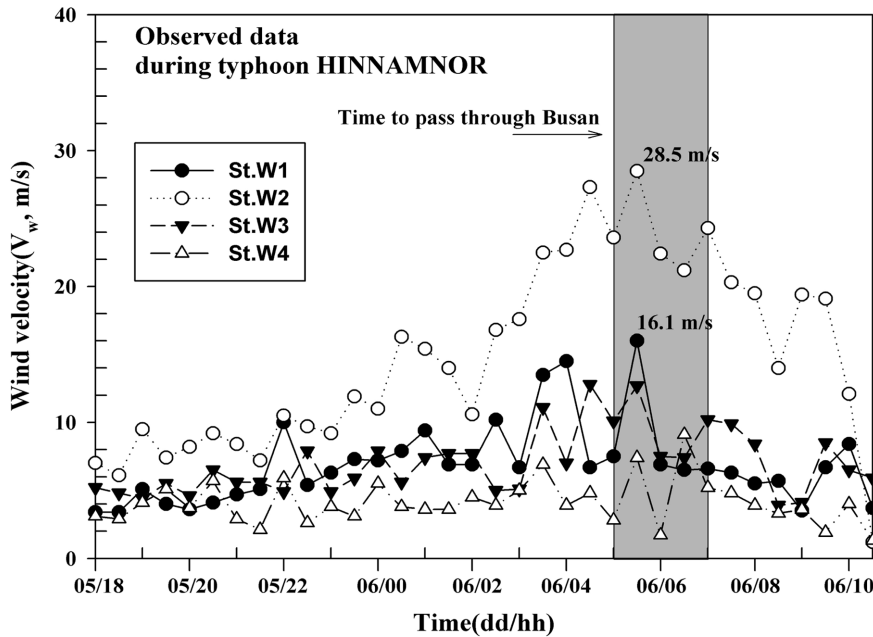 Observed data
during typhoon HINNAMNOR
Time to pass through Busan
28.5 m/s
16.1 m/s
St.W1
St.W2
St.W3
St.W4
Wind velocity(Vw, m/s)
40
30
20
10
0
05/18 05/20 05/22 06/00 06/02 06/04 06/06 06/08 06/10
Time(dd/hh)